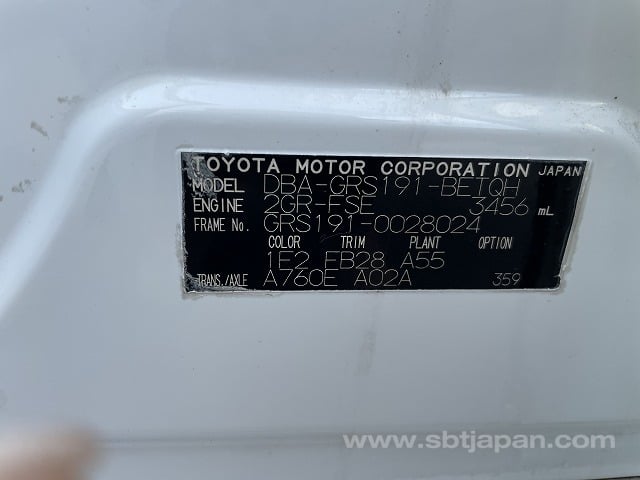 TOYOTA MOTOR CORPORATION JAPAN
MODEL DBA-GRS191-BETQH
ENGINE 2GR-FSE 3456 mL
FRAME No. GRS191-0028024
COLOR TRIM PLANT OPTION
1E2 FB28 A55
TRANS./AXLE A760E A02A 359
www.sbtjapan.com